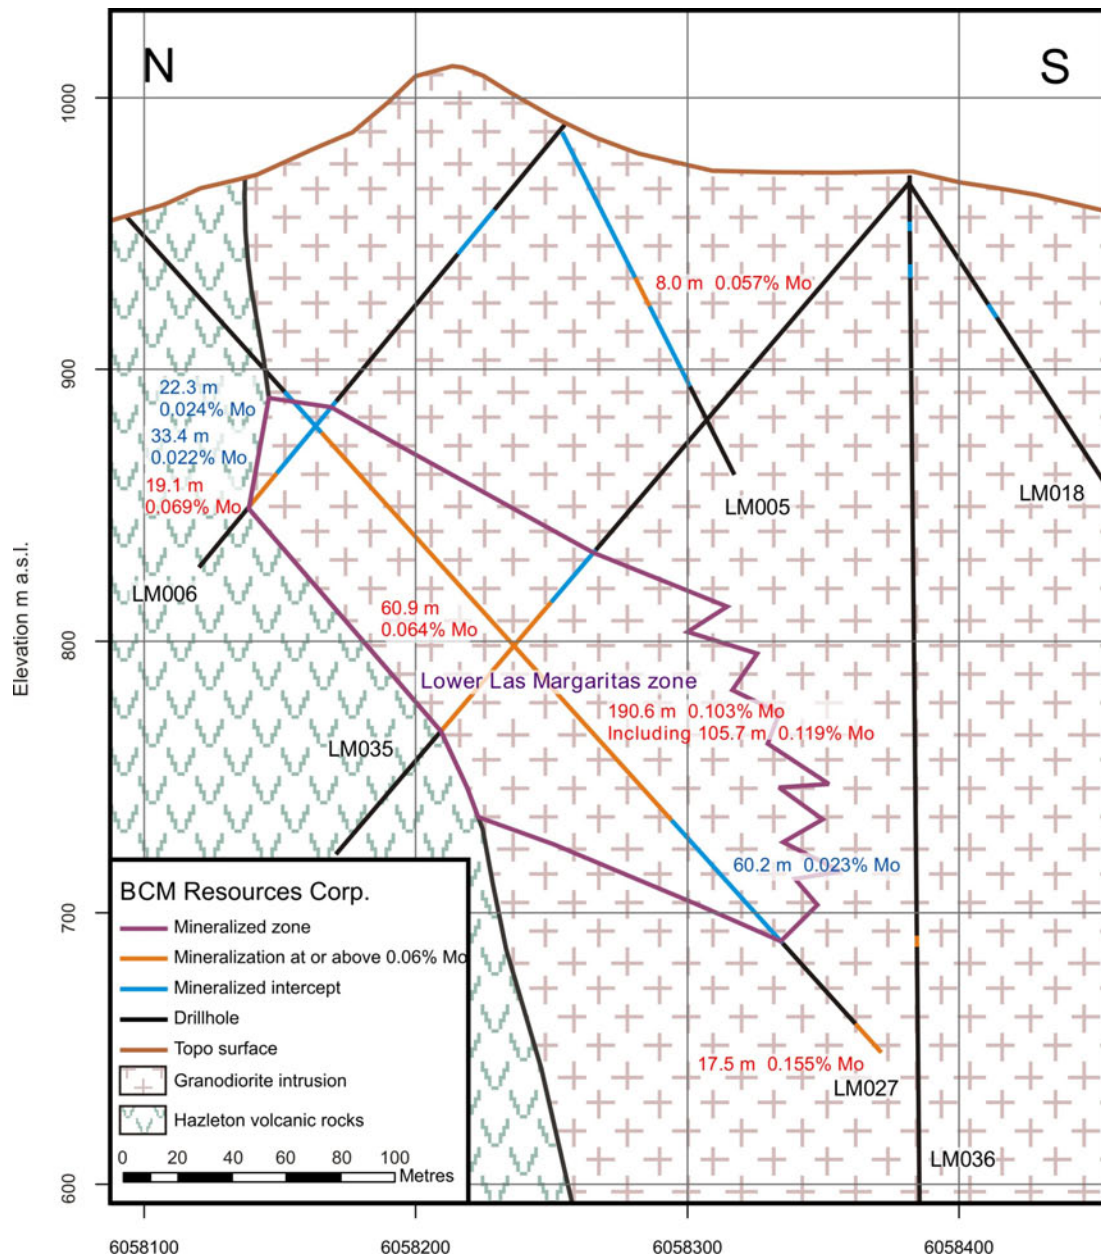 N
S
1000
900
800
700
600
Elevation m a.s.l.
8.0 m 0.057% Mo
22.3 m
0.024% Mo
33.4 m
0.022% Mo
19.1 m
0.069% Mo
LM005
LM018
LM006
60.9 m
0.064% Mo
Lower Las Margaritas zone
190.6 m 0.103% Mo
Including 105.7 m 0.119% Mo
LM035
60.2 m 0.023% Mo
17.5 m 0.155% Mo
LM027
LM036
BCM Resources Corp.
Mineralized zone
Mineralization at or above 0.06% Mo
Mineralized intercept
Drillhole
Topo surface
Granodiorite intrusion
Hazleton volcanic rocks
0 20 40 60 80 100
Metres
6058100 6058200 6058300 6058400